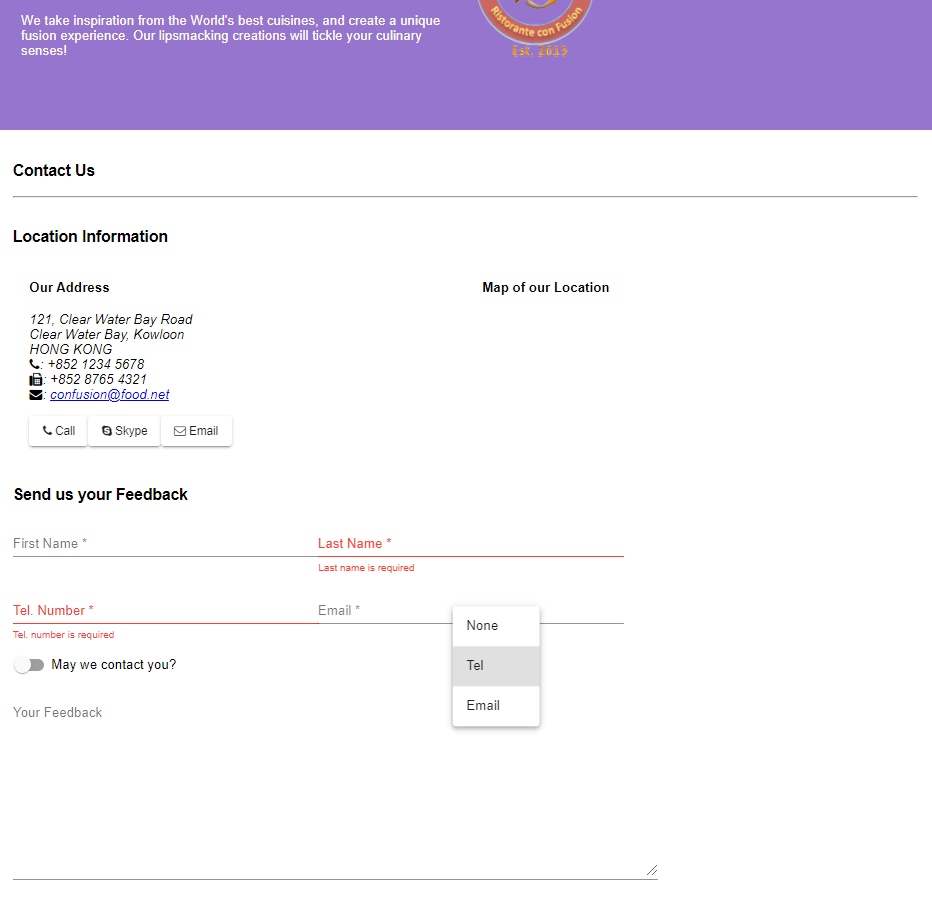 We take inspiration from the World's best cuisines, and create a unique
fusion experience. Our lipsmacking creations will tickle your culinary
senses!
Ristorante con Fusion
Est. 2013
Contact Us
Location Information
Our Address
Map of our Location
121, Clear Water Bay Road
Clear Water Bay, Kowloon
HONG KONG
: +852 1234 5678
: +852 8765 4321
: confusion@food.net
Call
Skype
Email
Send us your Feedback
First Name *
Last Name *
Last name is required
Tel. Number *
Email *
Tel. number is required
None
Tel
Email
May we contact you?
Your Feedback